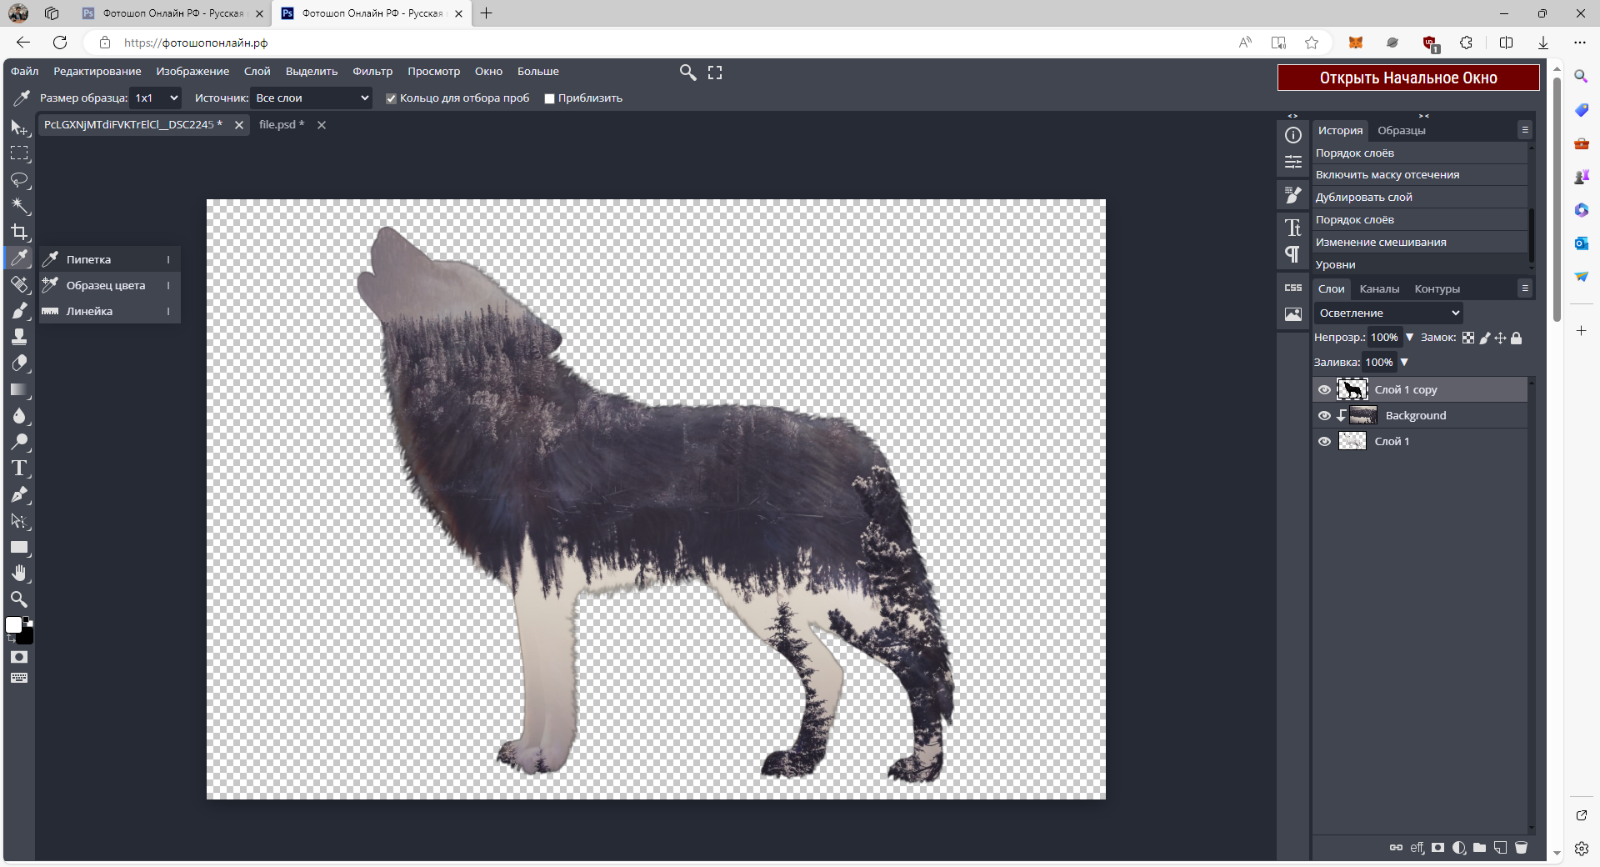 Фотошоп Онлайн РФ - Русская
Фотошоп Онлайн РФ - Русская
https://фотошопонлайн.рф
Файл Редактирование Изображение Слой Выделить Фильтр Просмотр Окно Больше
Открыть Начальное Окно
Размер образца: 1x1 Источник: Все слои Кольцо для отбора проб Приблизить
PcLGXNjMTdiFVKTrElCl__DSC2245 * file.psd *
Пипетка I
Образец цвета I
Линейка I
История Образцы
Порядок слоёв
Включить маску отсечения
Дублировать слой
Порядок слоёв
Изменение смешивания
Уровни
CSS
Слои Каналы Контуры
Осветление
Непрозр.: 100% Замок:
Заливка: 100%
Слой 1 copy
Background
Слой 1
eff